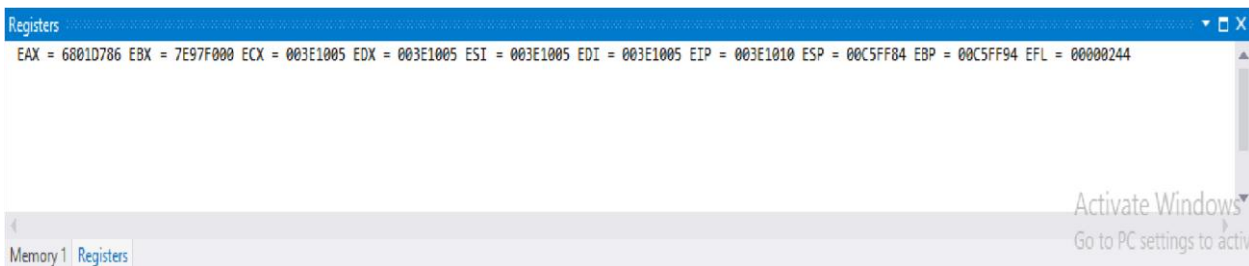 Registers
EAX = 6801D786 EBX = 7E97F000 ECX = 003E1005 EDX = 003E1005 ESI = 003E1005 EDI = 003E1005 EIP = 003E1010 ESP = 00C5FF84 EBP = 00C5FF94 EFL = 00000244
Activate Windows
Go to PC settings to activ
Memory 1 Registers